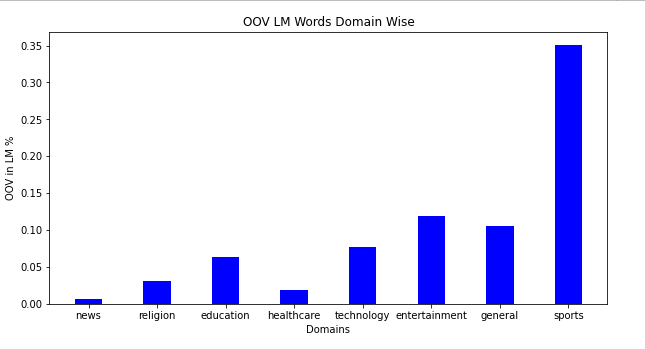 OOV LM Words Domain Wise
OOV in LM %
0.35
0.30
0.25
0.20
0.15
0.10
0.05
0.00
news religion education healthcare technology entertainment general sports
Domains